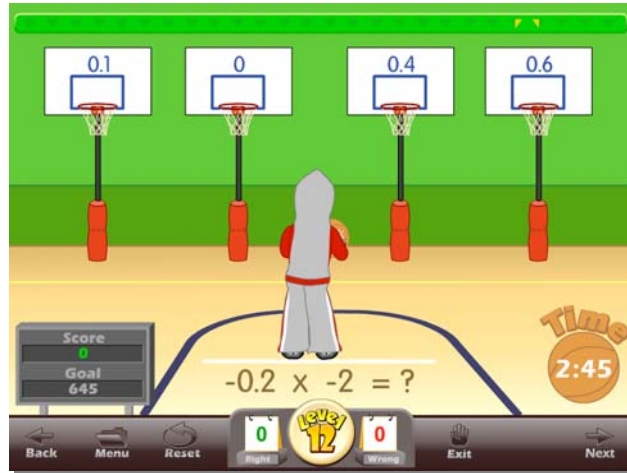 0.1
0
0.4
0.6
Score
0
Goal
645
Time
2:45
-0.2 x -2 = ?
Back
Menu
Reset
0
Right
Level
12
0
Wrong
Exit
Next